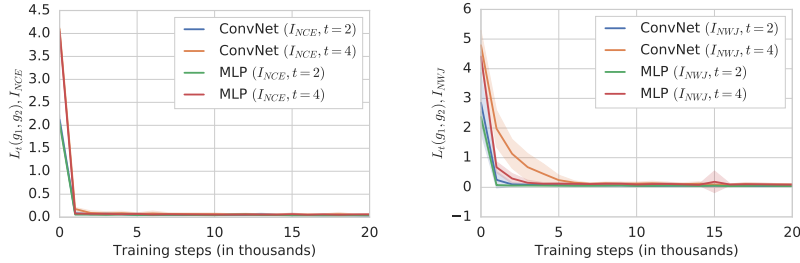 4.5
4.0
3.5
3.0
2.5
2.0
1.5
1.0
0.5
0.0
0 5 10 15 20
Training steps (in thousands)
L_t(g_1, g_2), I_NCE
ConvNet (I_NCE, t=2)
ConvNet (I_NCE, t=4)
MLP (I_NCE, t=2)
MLP (I_NCE, t=4)
6
5
4
3
2
1
0
−1
0 5 10 15 20
Training steps (in thousands)
L_t(g_1, g_2), I_NWJ
ConvNet (I_NWJ, t=2)
ConvNet (I_NWJ, t=4)
MLP (I_NWJ, t=2)
MLP (I_NWJ, t=4)